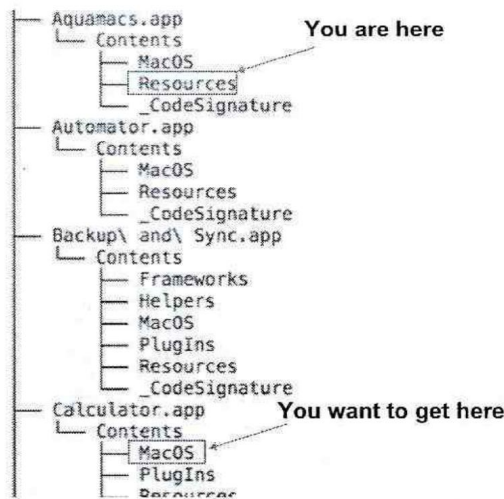 Aquamacs.app
You are here
Contents
MacOS
Resources
_CodeSignature
Automator.app
Contents
MacOS
Resources
_CodeSignature
Backup\ and\ Sync.app
Contents
Frameworks
Helpers
MacOS
PlugIns
Resources
_CodeSignature
Calculator.app
You want to get here
Contents
MacOS
PlugIns
Resources